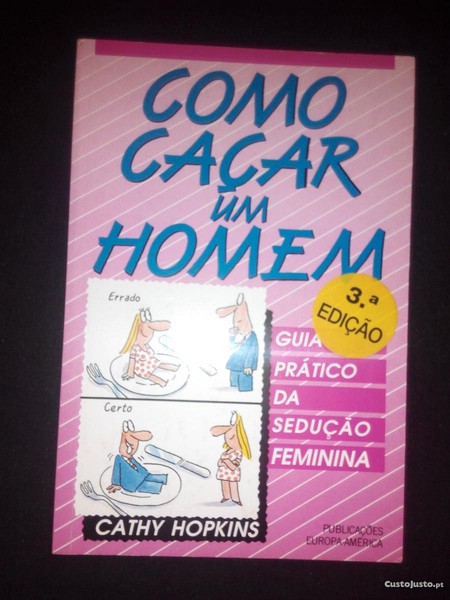 COMO
CAÇAR
UM
HOMEM
3.ª
EDIÇÃO
Errado
Certo
GUIA
PRÁTICO
DA
SEDUÇÃO
FEMININA
CATHY HOPKINS
PUBLICAÇÕES
EUROPA-AMÉRICA
CustoJusto.pt